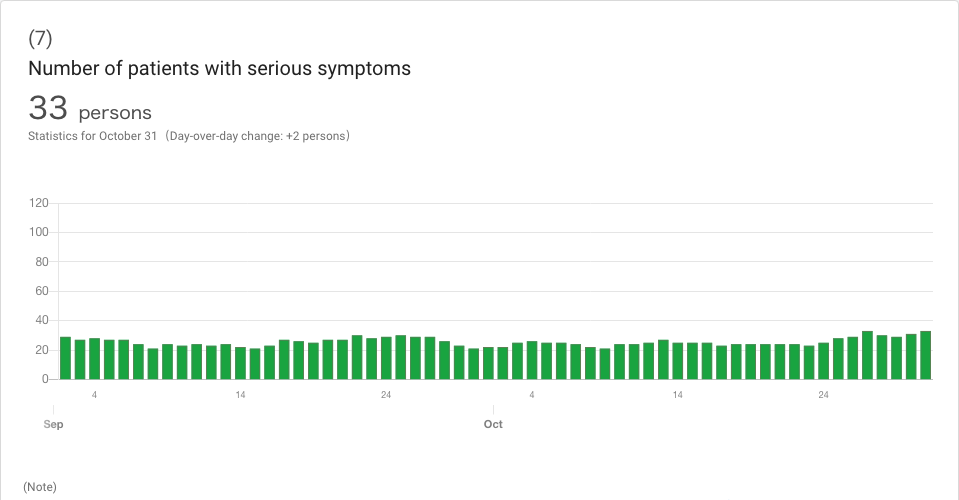 (7)
Number of patients with serious symptoms
33 persons
Statistics for October 31 (Day-over-day change: +2 persons)
120
100
80
60
40
20
0
4 14 24 4 14 24
Sep Oct
(Note)